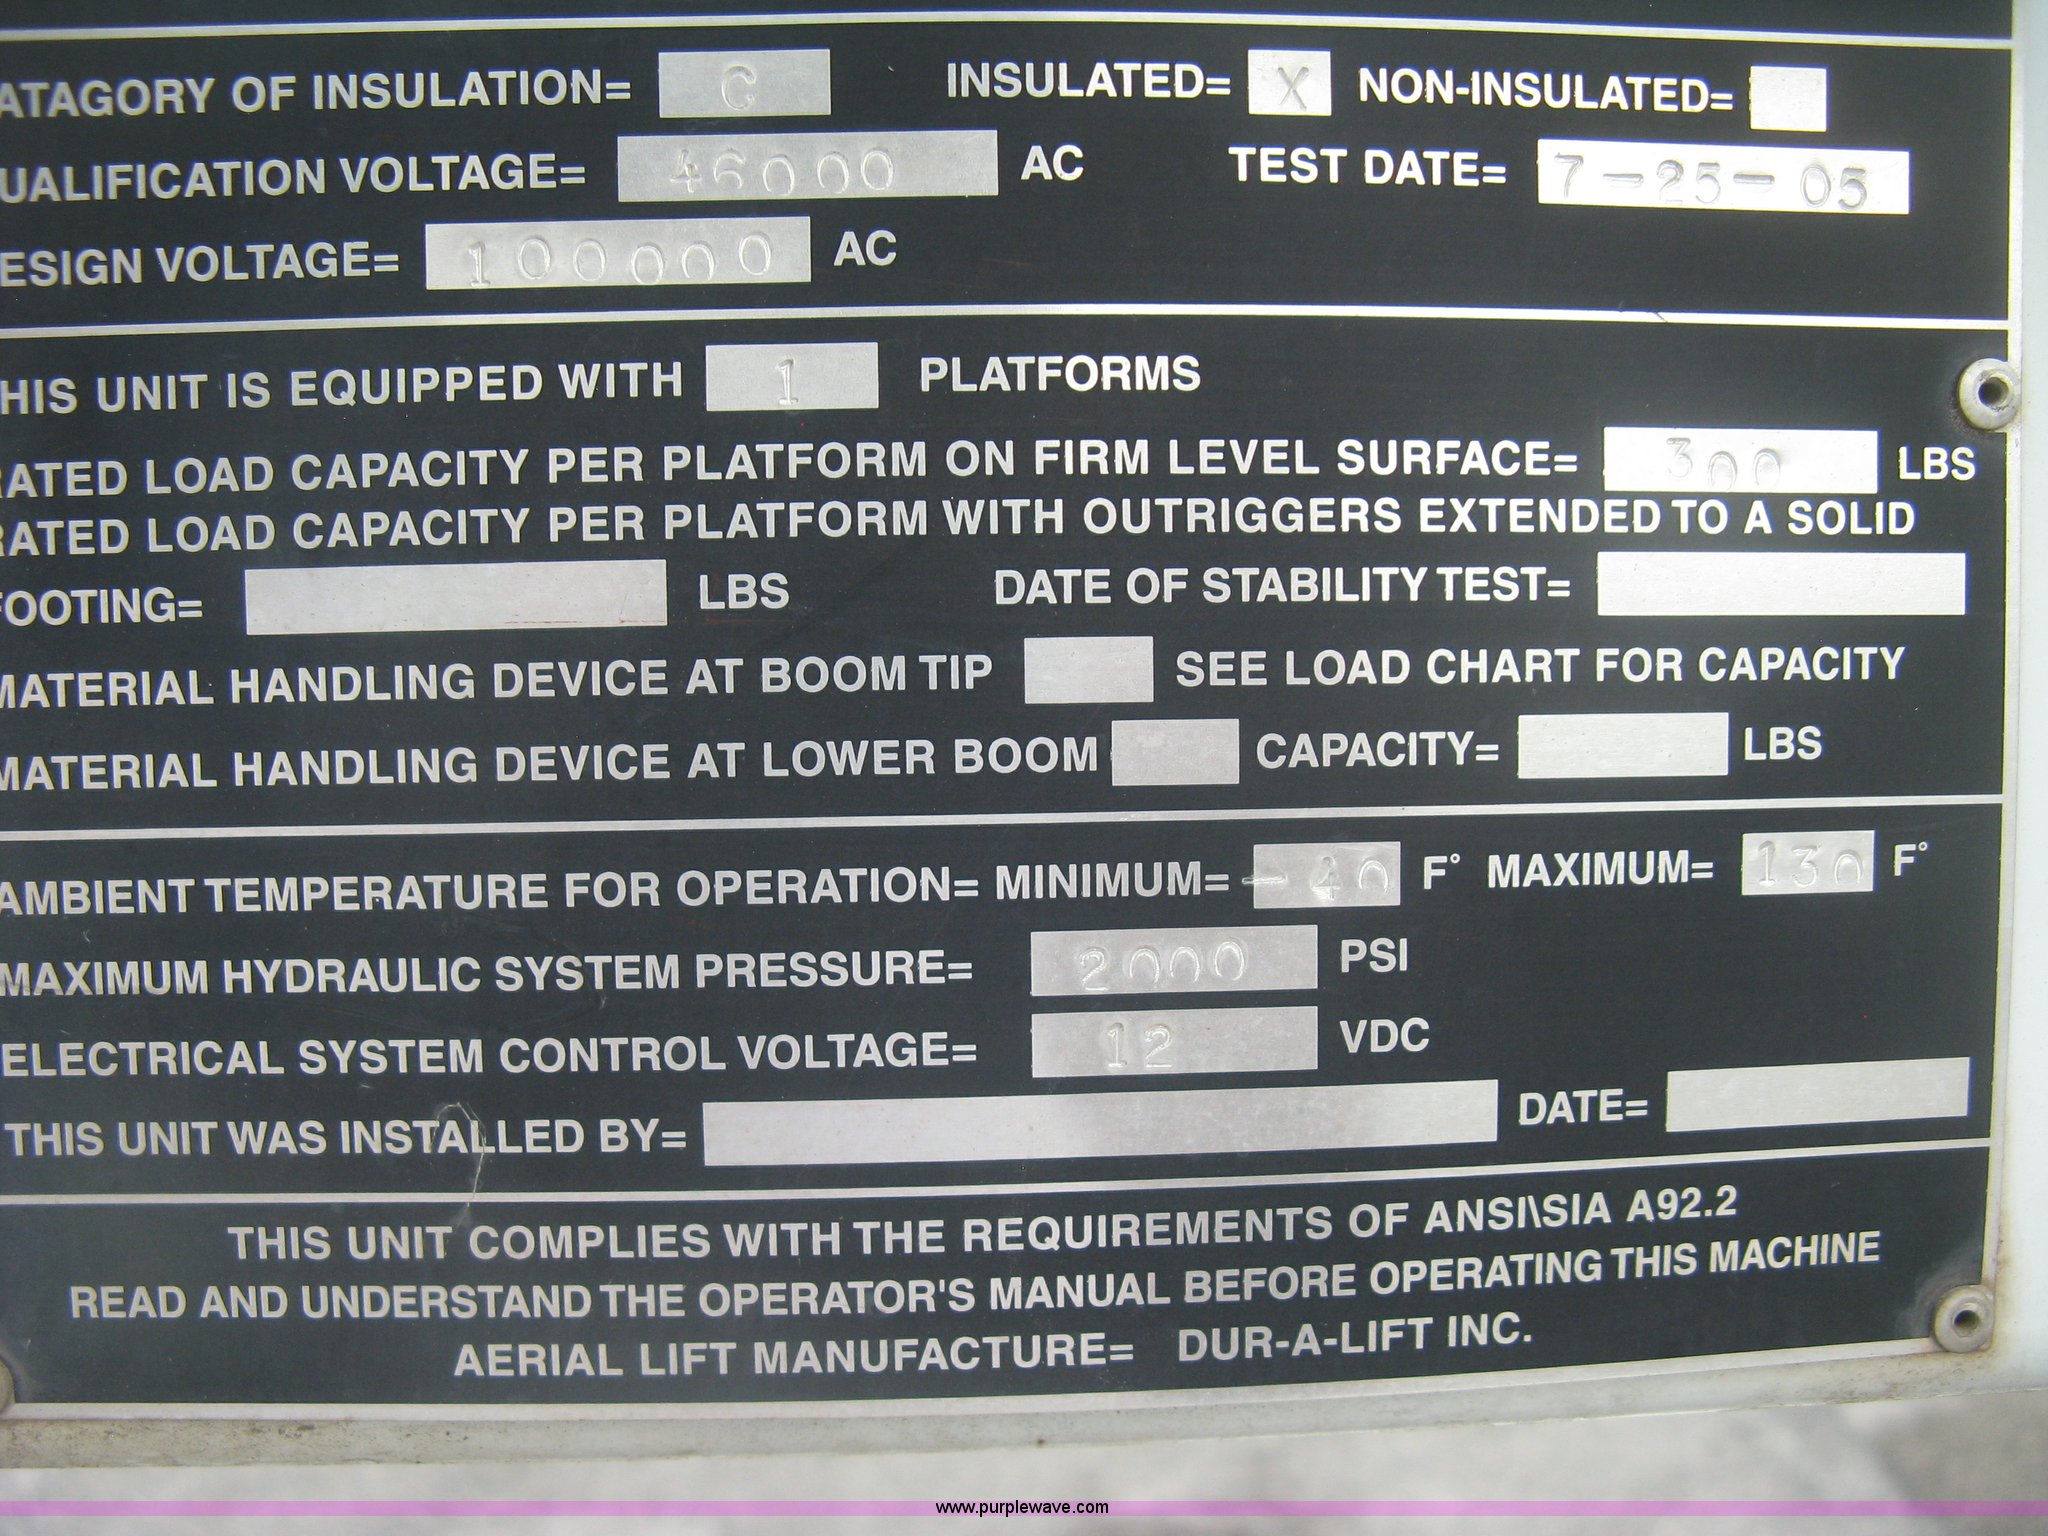 ATAGORY OF INSULATION= C INSULATED= X NON-INSULATED=
UALIFICATION VOLTAGE= 46000 AC TEST DATE= 7-25-05
ESIGN VOLTAGE= 100000 AC
HIS UNIT IS EQUIPPED WITH 1 PLATFORMS
RATED LOAD CAPACITY PER PLATFORM ON FIRM LEVEL SURFACE= 300 LBS
RATED LOAD CAPACITY PER PLATFORM WITH OUTRIGGERS EXTENDED TO A SOLID
FOOTING= LBS DATE OF STABILITY TEST=
MATERIAL HANDLING DEVICE AT BOOM TIP SEE LOAD CHART FOR CAPACITY
MATERIAL HANDLING DEVICE AT LOWER BOOM CAPACITY= LBS
AMBIENT TEMPERATURE FOR OPERATION= MINIMUM= -40 F° MAXIMUM= 130 F°
MAXIMUM HYDRAULIC SYSTEM PRESSURE= 2000 PSI
ELECTRICAL SYSTEM CONTROL VOLTAGE= 12 VDC
THIS UNIT WAS INSTALLED BY= DATE=
THIS UNIT COMPLIES WITH THE REQUIREMENTS OF ANSI\SIA A92.2
READ AND UNDERSTAND THE OPERATOR'S MANUAL BEFORE OPERATING THIS MACHINE
AERIAL LIFT MANUFACTURE= DUR-A-LIFT INC.
www.purplewave.com